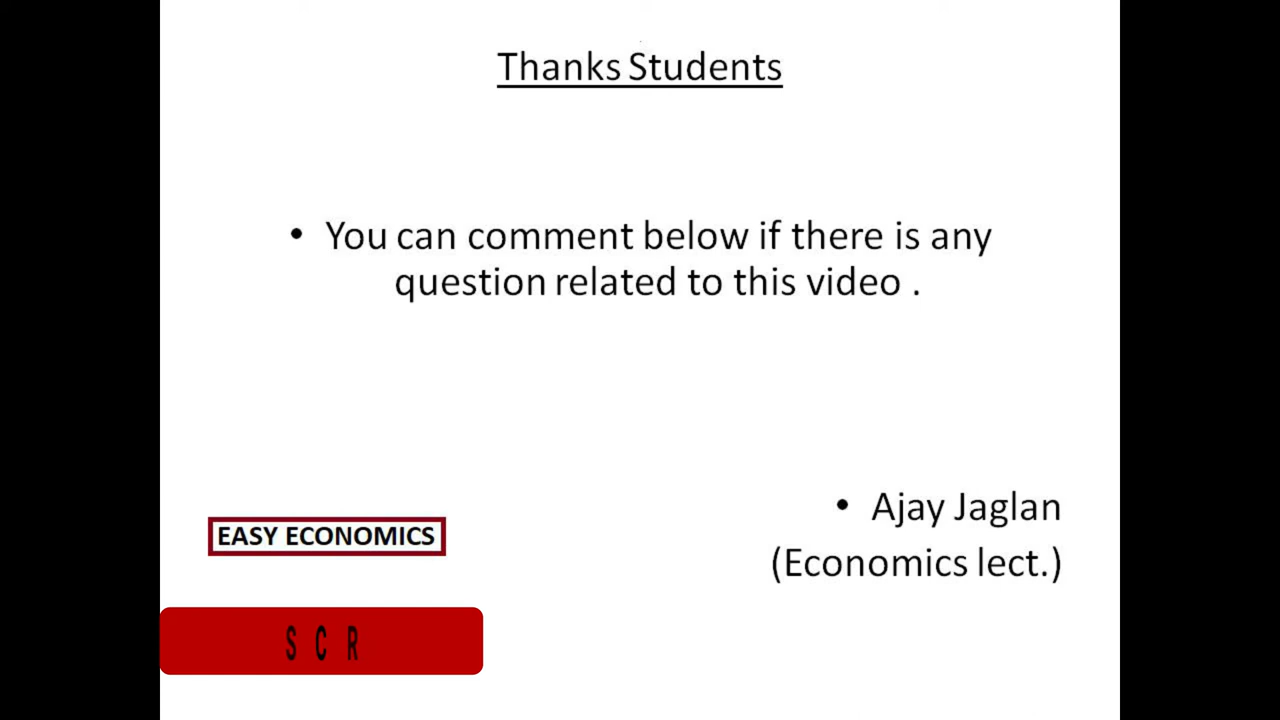 Thanks Students
• You can comment below if there is any
question related to this video .
• Ajay Jaglan
(Economics lect.)
EASY ECONOMICS
S C R